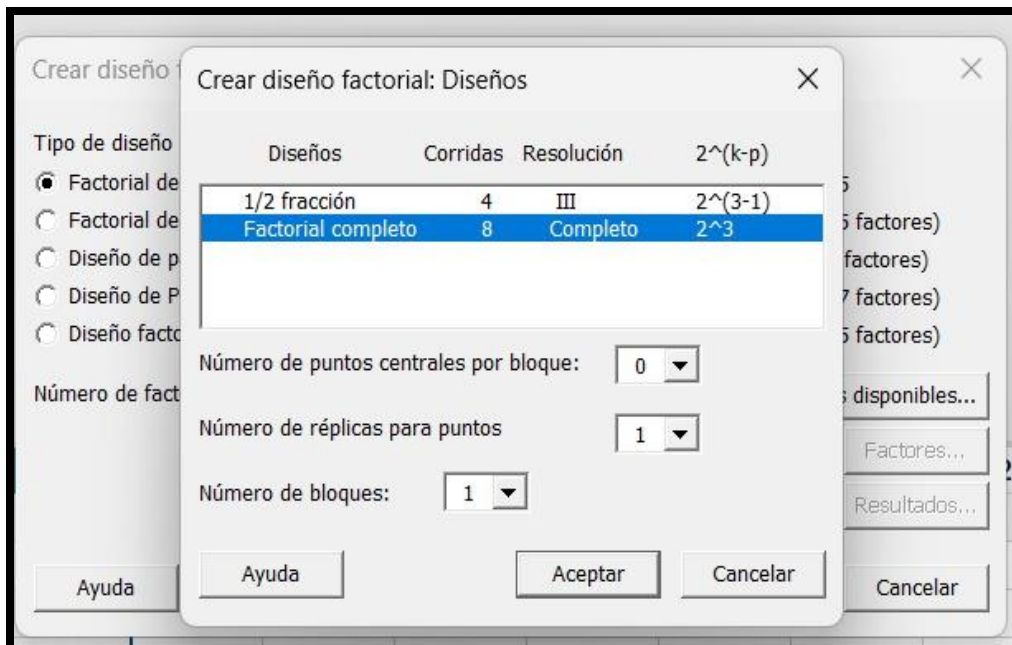 Crear diseño
Crear diseño factorial: Diseños
Tipo de diseño
Factorial de
Factorial de
Diseño de p
Diseño de P
Diseño facto
Número de fact
Diseños Corridas Resolución 2^(k-p)
1/2 fracción 4 III 2^(3-1)
Factorial completo 8 Completo 2^3
Número de puntos centrales por bloque: 0
Número de réplicas para puntos 1
Número de bloques: 1
Ayuda Aceptar Cancelar
5 factores)
factores)
7 factores)
5 factores)
disponibles...
Factores...
Resultados...
Ayuda
Cancelar